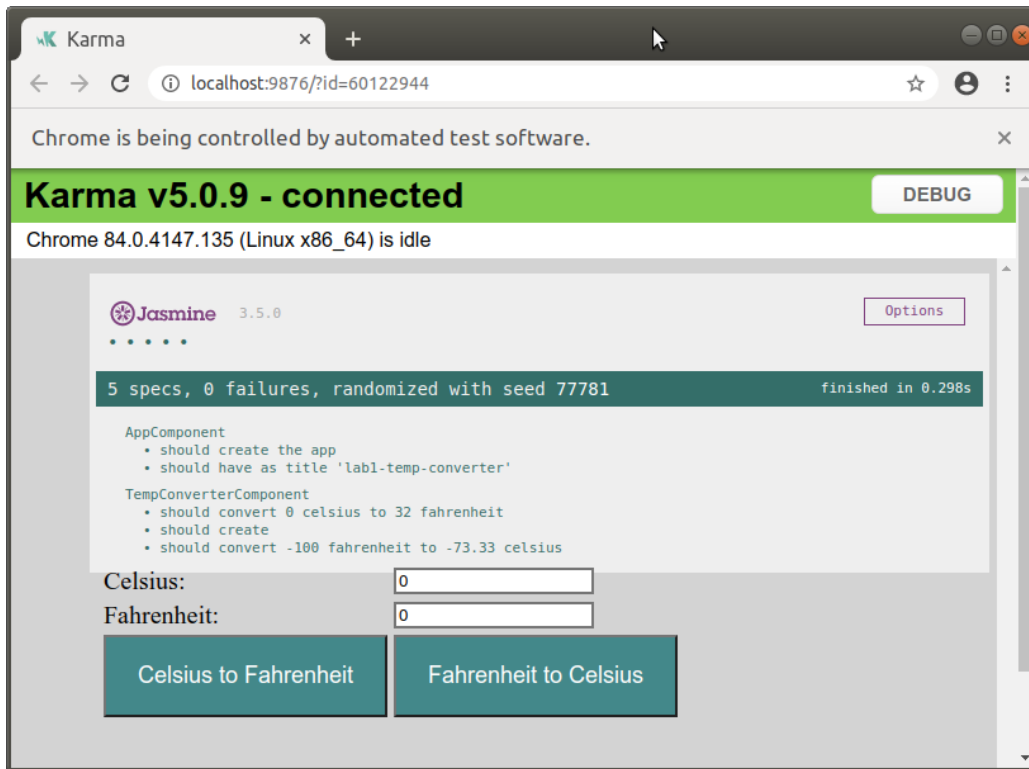 Karma
localhost:9876/?id=60122944
Chrome is being controlled by automated test software.
Karma v5.0.9 - connected
DEBUG
Chrome 84.0.4147.135 (Linux x86_64) is idle
Jasmine 3.5.0
Options
• • • • •
5 specs, 0 failures, randomized with seed 77781
finished in 0.298s
AppComponent
• should create the app
• should have as title 'lab1-temp-converter'
TempConverterComponent
• should convert 0 celsius to 32 fahrenheit
• should create
• should convert -100 fahrenheit to -73.33 celsius
Celsius: 0
Fahrenheit: 0
Celsius to Fahrenheit Fahrenheit to Celsius